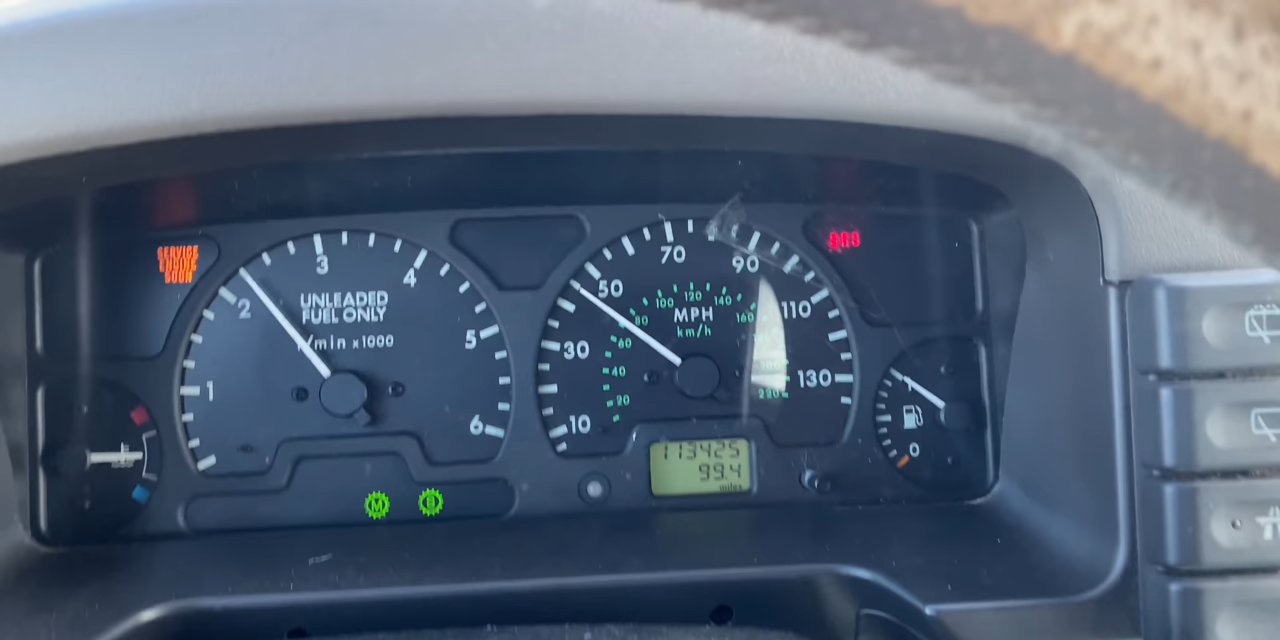 SERVICE
ENGINE
SOON
1
2
3
4
5
6
UNLEADED
FUEL ONLY
r/min x1000
10
30
50
70
90
110
130
MPH
km/h
20
40
60
80
100
120
140
160
220
113425
99.4
miles
M
0